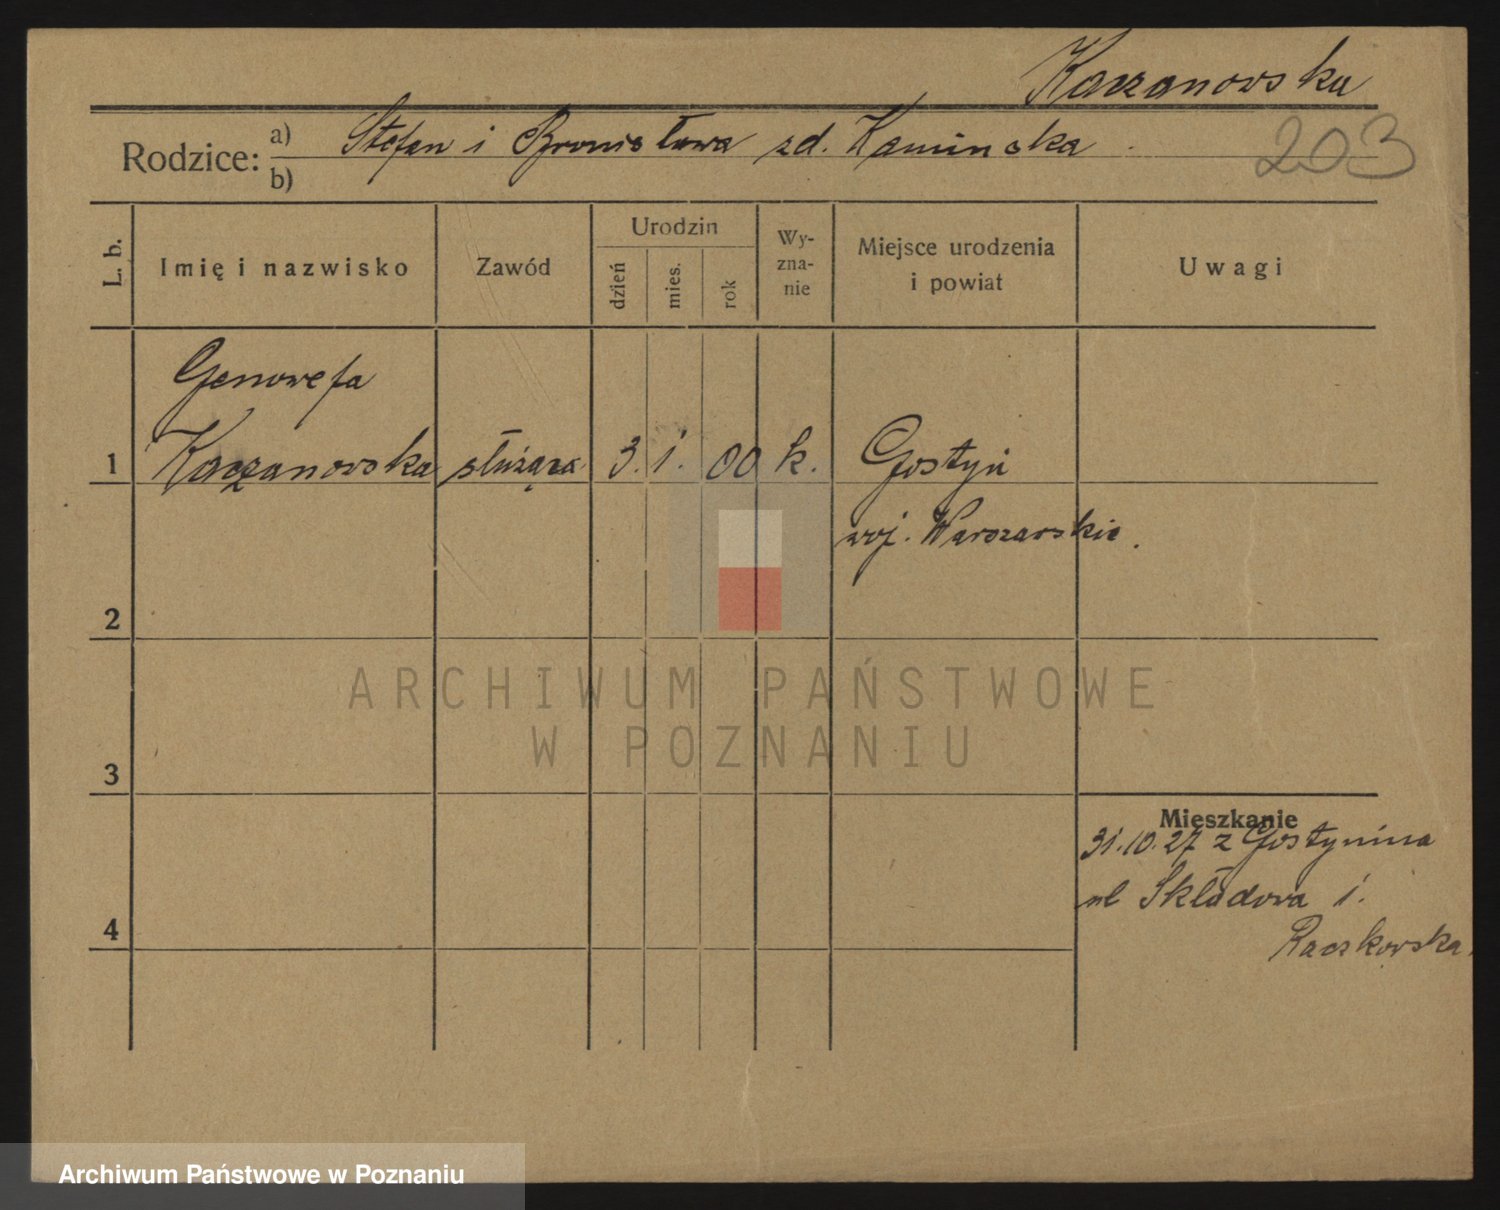 Kaczanowska
Rodzice: a) Stefan i Bronisława zd. Kamińska.
b)
203
L. b. Imię i nazwisko Zawód Urodzin dzień mies. rok Wy-zna-nie Miejsce urodzenia i powiat Uwagi
Genowefa
1 Kaczanowska służąca 3. 1. 00 k. Gostyń
woj. Warszawskie.
2
ARCHIWUM PAŃSTWOWE
W POZNANIU
3
Mieszkanie
31.10.27 z Gostynina
ul Składowa 1.
4 Raczkowska.
Archiwum Państwowe w Poznaniu